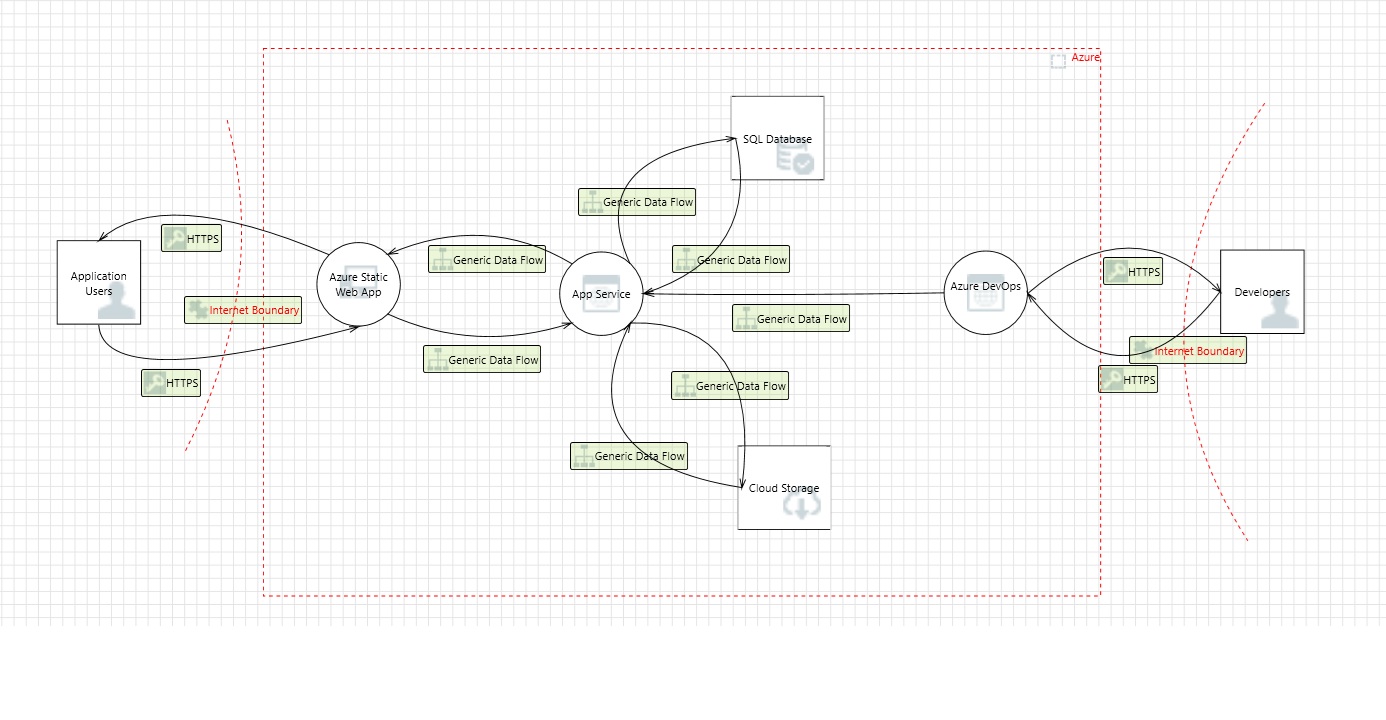 Azure
SQL Database
Generic Data Flow
HTTPS
Generic Data Flow
Generic Data Flow
Application
Users
Azure Static
Web App
App Service
Azure DevOps
HTTPS
Developers
Internet Boundary
Generic Data Flow
Generic Data Flow
Internet Boundary
HTTPS
HTTPS
Generic Data Flow
Generic Data Flow
Cloud Storage